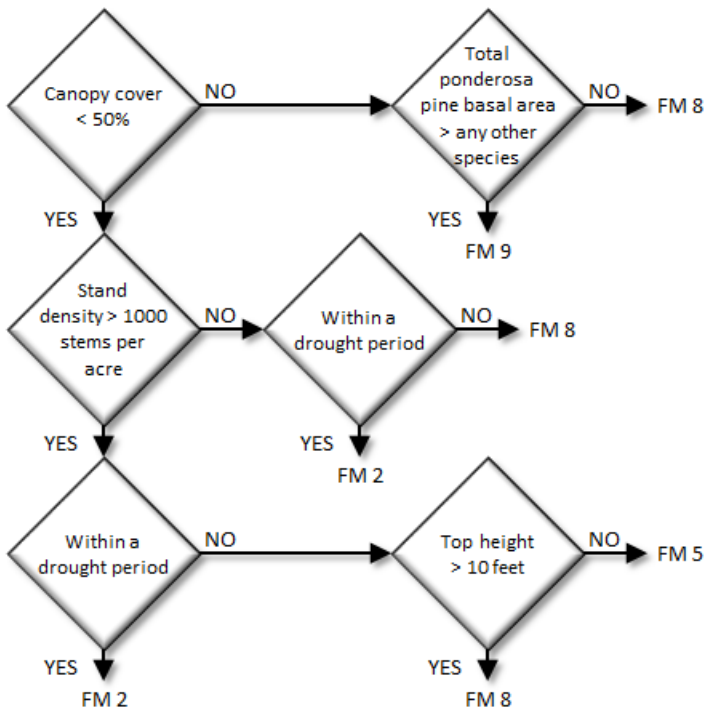 Canopy cover
< 50%
NO
Total
ponderosa
pine basal area
> any other
species
NO
FM 8
YES
YES
FM 9
Stand
density > 1000
stems per
acre
NO
Within a
drought period
NO
FM 8
YES
YES
FM 2
Within a
drought period
NO
Top height
> 10 feet
NO
FM 5
YES
FM 2
YES
FM 8